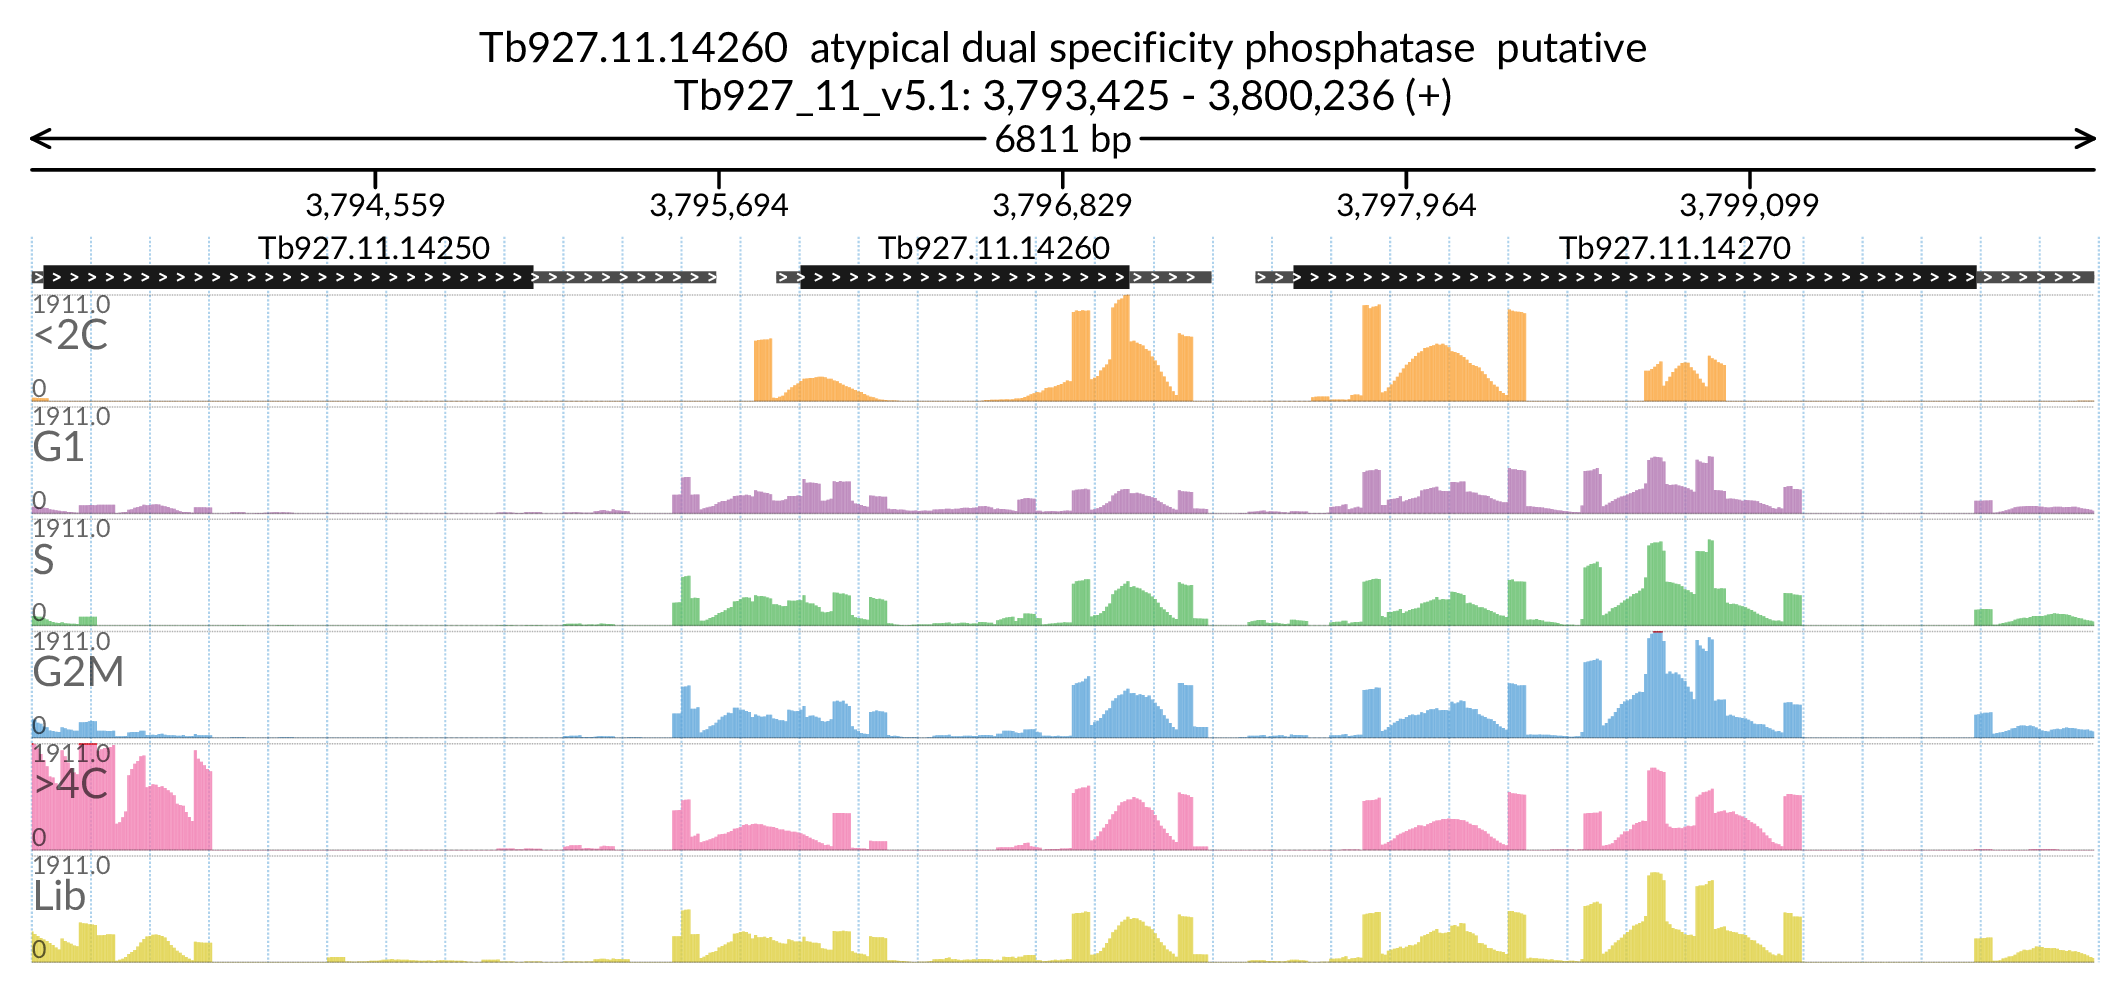 Tb927.11.14260  atypical dual specificity phosphatase  putative
Tb927_11_v5.1: 3,793,425 - 3,800,236 (+)
6811 bp
3,794,559 3,795,694 3,796,829 3,797,964 3,799,099
Tb927.11.14250 Tb927.11.14260 Tb927.11.14270
1911.0
<2C
0
1911.0
G1
0
1911.0
S
0
1911.0
G2M
0
1911.0
>4C
0
1911.0
Lib
0